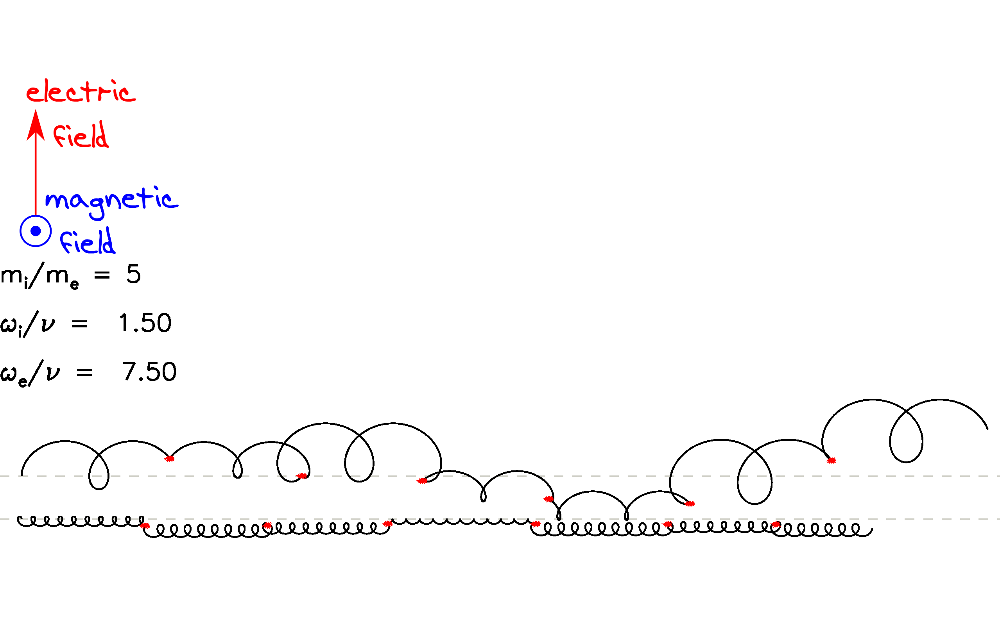 electric
field
magnetic
field
mᵢ/mₑ = 5
ωᵢ/ν = 1.50
ωₑ/ν = 7.50